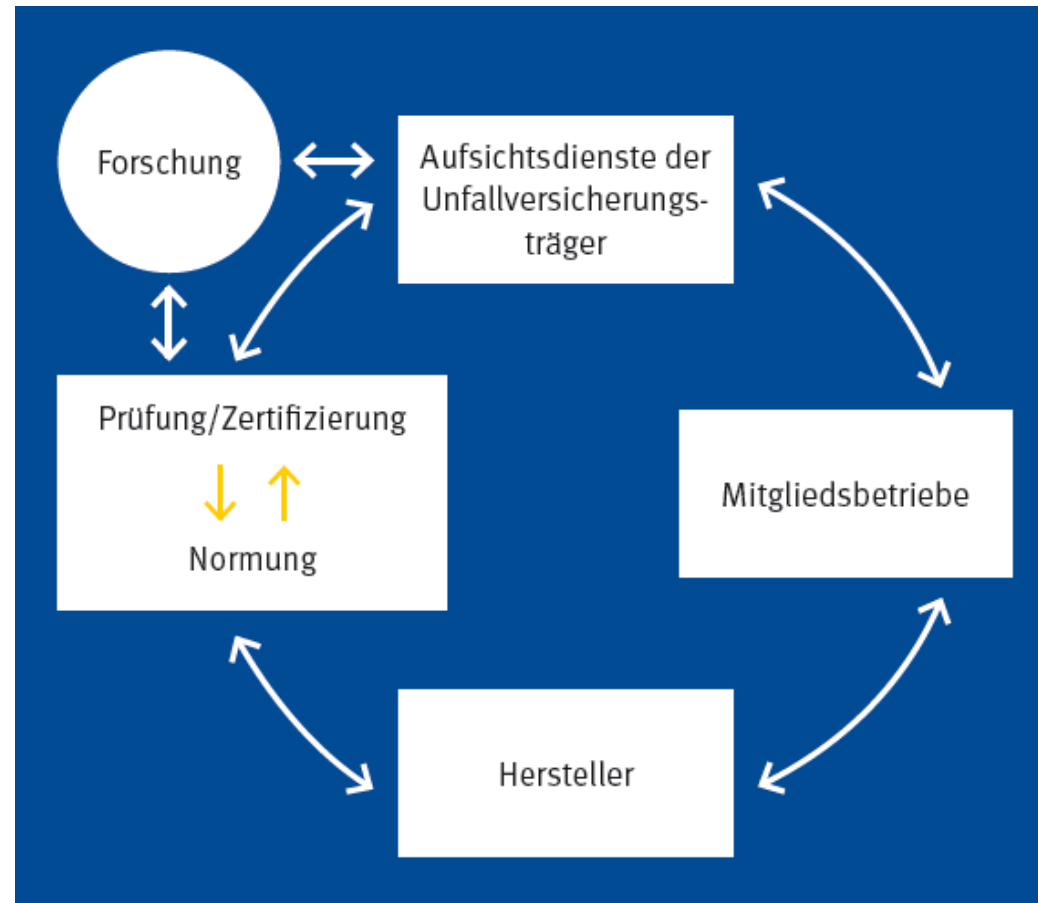 Forschung
Aufsichtsdienste der
Unfallversicherungs-
träger
Prüfung/Zertifizierung
Normung
Mitgliedsbetriebe
Hersteller